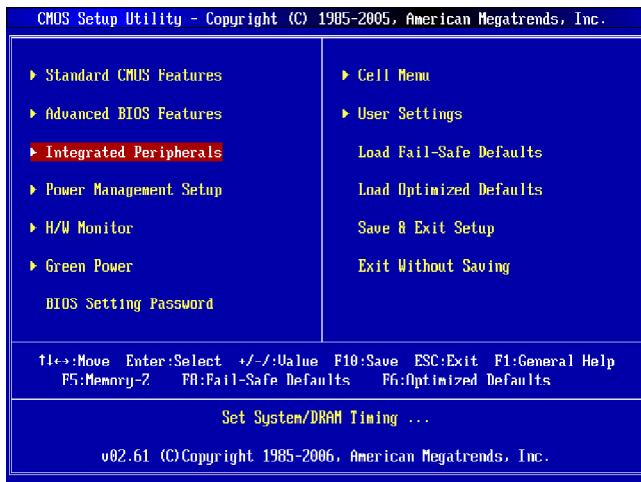 CMOS Setup Utility - Copyright (C) 1985-2005, American Megatrends, Inc.
Standard CMOS Features
Advanced BIOS Features
Integrated Peripherals
Power Management Setup
H/W Monitor
Green Power
BIOS Setting Password
Cell Menu
User Settings
Load Fail-Safe Defaults
Load Optimized Defaults
Save & Exit Setup
Exit Without Saving
↑↓←→:Move Enter:Select +/-/:Value F10:Save ESC:Exit F1:General Help
F5:Memory-Z F8:Fail-Safe Defaults F6:Optimized Defaults
Set System/DRAM Timing ...
v02.61 (C)Copyright 1985-2006, American Megatrends, Inc.